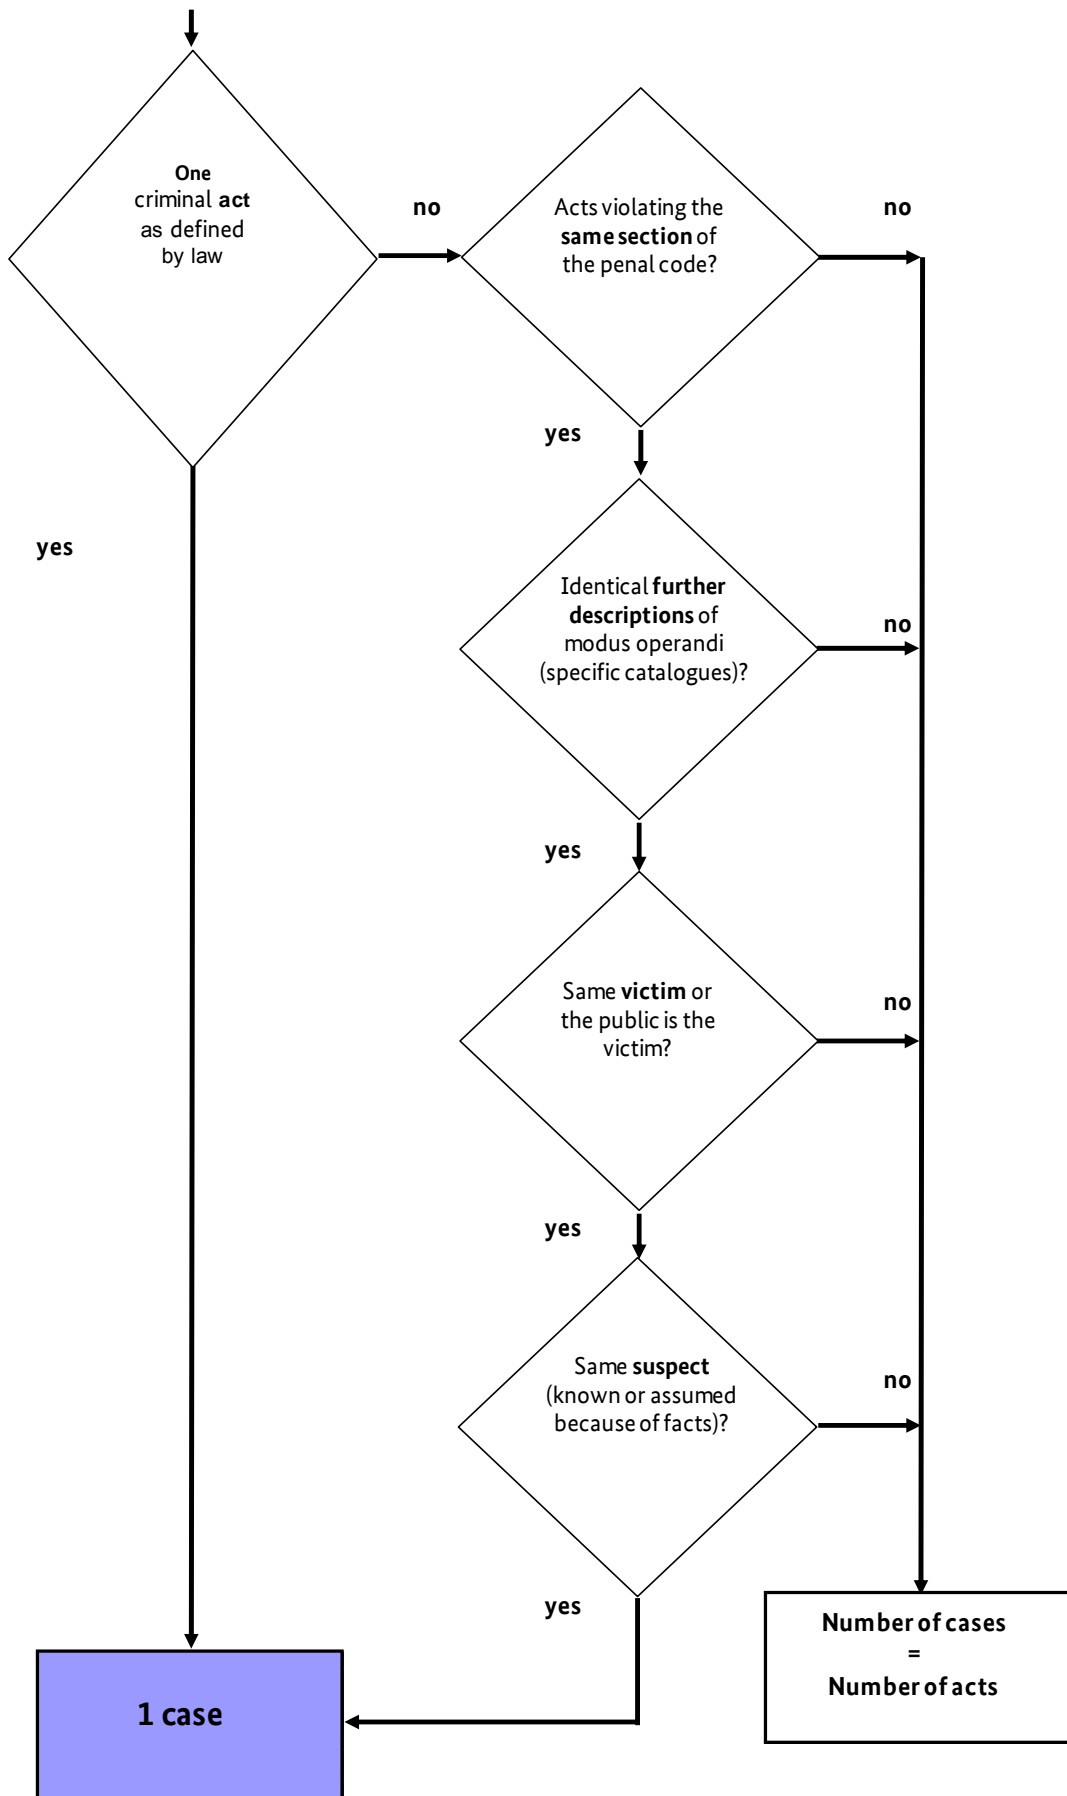 One
criminal act
as defined
by law
no
Acts violating the
same section of
the penal code?
no
yes
yes
Identical further
descriptions of
modus operandi
(specific catalogues)?
no
yes
Same victim or
the public is the
victim?
no
yes
Same suspect
(known or assumed
because of facts)?
no
yes
Number of cases
=
Number of acts
1 case